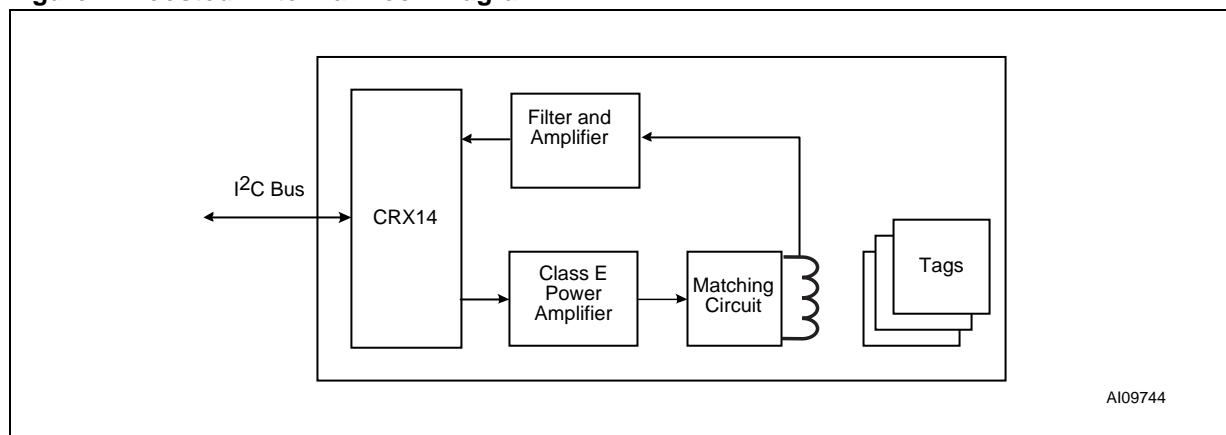 Filter and
Amplifier
I2C Bus
CRX14
Class E
Power
Amplifier
Matching
Circuit
Tags
AI09744